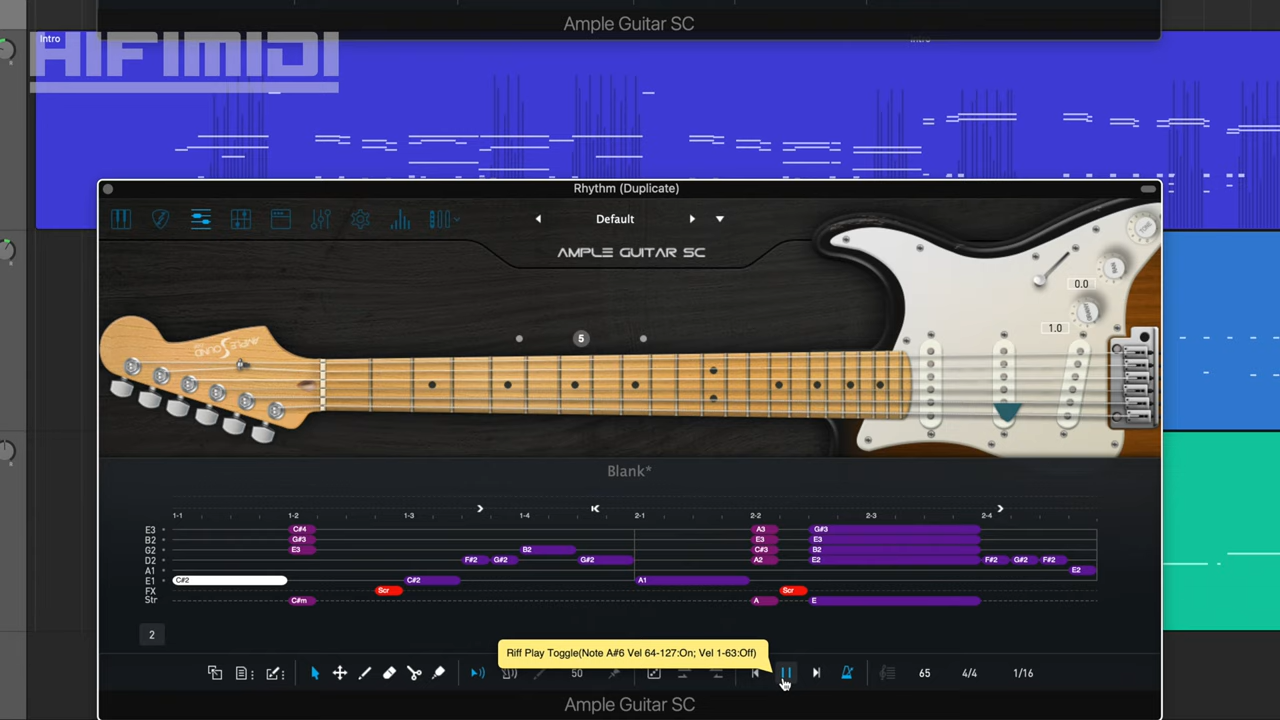 Ample Guitar SC
Intro
Intro
HIFIMIDI
Rhythm (Duplicate)
Default
AMPLE GUITAR SC
TONE
0.0
1.0
AMPLE SOUND
5
Blank*
1-1 1-2 1-3 1-4 2-1 2-2 2-3 2-4
E3 C#4 A3 G#3
B2 G#3 E3 E3
G2 E3 B2 C#3 B2
D2 F#2 G#2 G#2 A2 E2 F#2 G#2 F#2
A1 E2
E1 C#2 C#2 A1
FX Scr Scr
Str C#m A E
2
Riff Play Toggle(Note A#6 Vel 64-127:On; Vel 1-63:Off)
50 65 4/4 1/16
Ample Guitar SC